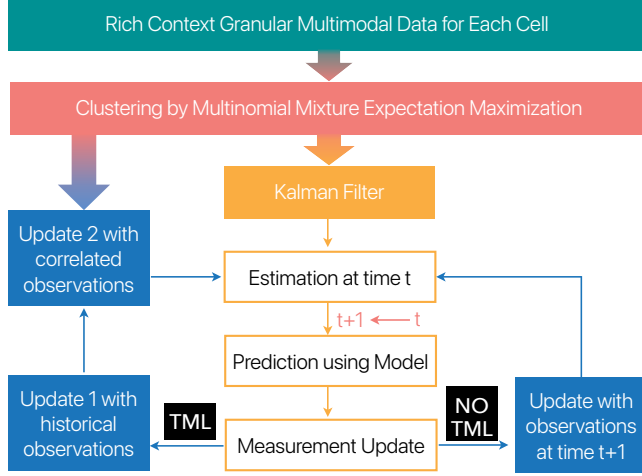 Rich Context Granular Multimodal Data for Each Cell
Clustering by Multinomial Mixture Expectation Maximization
Kalman Filter
Update 2 with
correlated
observations
Estimation at time t
t+1
t
Prediction using Model
Update 1 with
historical
observations
TML
Measurement Update
NO
TML
Update with
observations
at time t+1